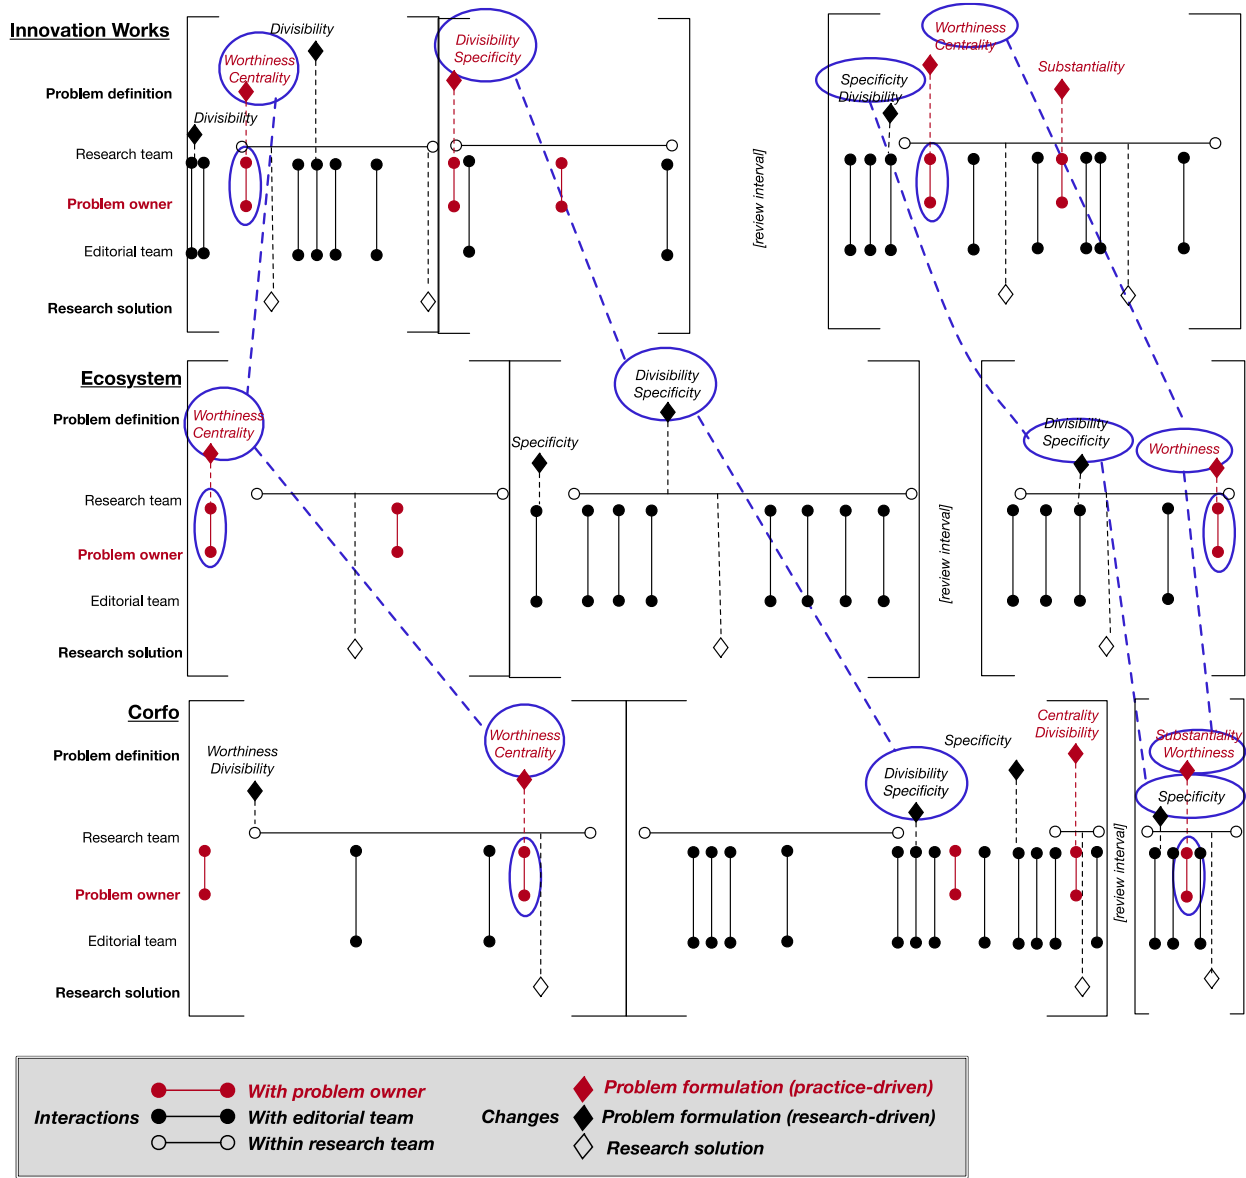 Innovation Works
Divisibility
Worthiness
Centrality
Divisibility
Specificity
Worthiness
Centrality
Substantiality
Specificity
Divisibility
Problem definition
Divisibility
Research team
Problem owner
Editorial team
[review interval]
Research solution
Ecosystem
Divisibility
Specificity
Problem definition
Worthiness
Centrality
Specificity
Divisibility
Specificity
Worthiness
Research team
Problem owner
Editorial team
[review interval]
Research solution
Corfo
Worthiness
Centrality
Centrality
Divisibility
Problem definition
Worthiness
Divisibility
Specificity
Substantiality
Worthiness
Divisibility
Specificity
Specificity
Research team
Problem owner
Editorial team
[review interval]
Research solution
Interactions
With problem owner
With editorial team
Within research team
Changes
Problem formulation (practice-driven)
Problem formulation (research-driven)
Research solution